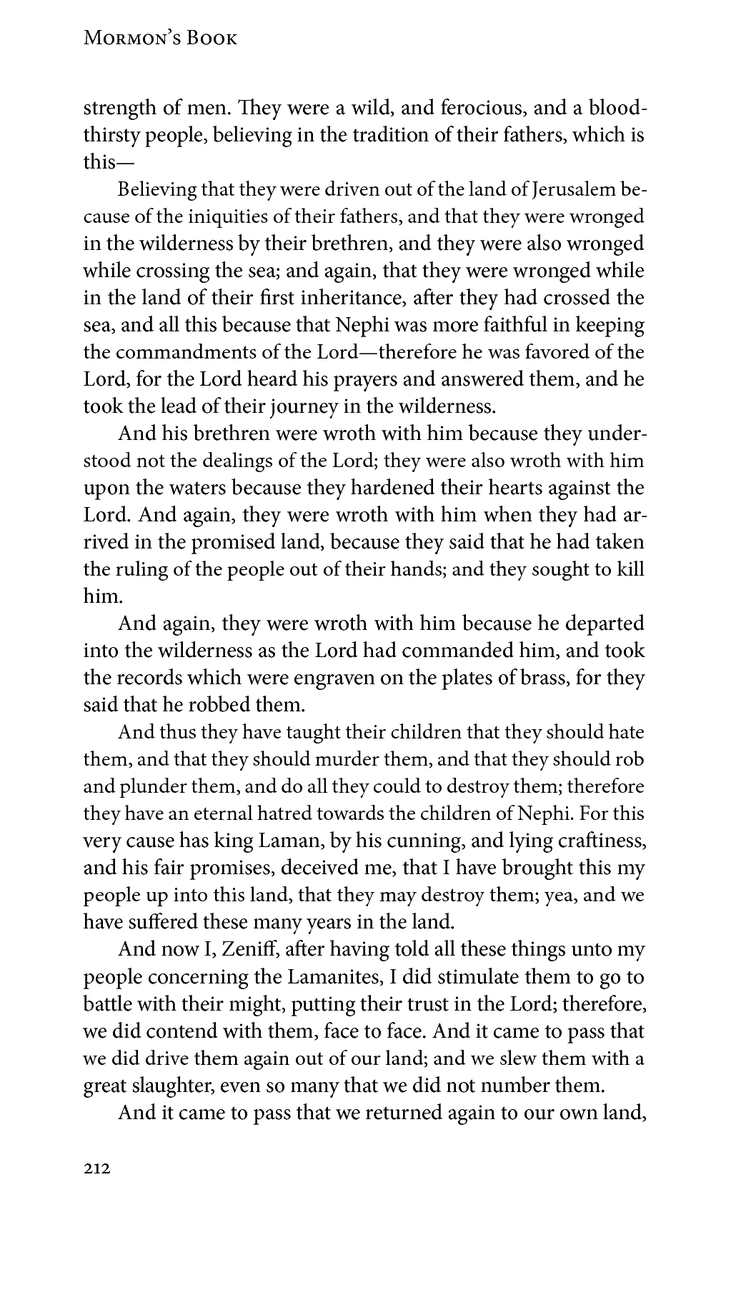 Mormon's Book
strength of men. They were a wild, and ferocious, and a blood-
thirsty people, believing in the tradition of their fathers, which is
this—
Believing that they were driven out of the land of Jerusalem be-
cause of the iniquities of their fathers, and that they were wronged
in the wilderness by their brethren, and they were also wronged
while crossing the sea; and again, that they were wronged while
in the land of their first inheritance, after they had crossed the
sea, and all this because that Nephi was more faithful in keeping
the commandments of the Lord—therefore he was favored of the
Lord, for the Lord heard his prayers and answered them, and he
took the lead of their journey in the wilderness.
And his brethren were wroth with him because they under-
stood not the dealings of the Lord; they were also wroth with him
upon the waters because they hardened their hearts against the
Lord. And again, they were wroth with him when they had ar-
rived in the promised land, because they said that he had taken
the ruling of the people out of their hands; and they sought to kill
him.
And again, they were wroth with him because he departed
into the wilderness as the Lord had commanded him, and took
the records which were engraven on the plates of brass, for they
said that he robbed them.
And thus they have taught their children that they should hate
them, and that they should murder them, and that they should rob
and plunder them, and do all they could to destroy them; therefore
they have an eternal hatred towards the children of Nephi. For this
very cause has king Laman, by his cunning, and lying craftiness,
and his fair promises, deceived me, that I have brought this my
people up into this land, that they may destroy them; yea, and we
have suffered these many years in the land.
And now I, Zeniff, after having told all these things unto my
people concerning the Lamanites, I did stimulate them to go to
battle with their might, putting their trust in the Lord; therefore,
we did contend with them, face to face. And it came to pass that
we did drive them again out of our land; and we slew them with a
great slaughter, even so many that we did not number them.
And it came to pass that we returned again to our own land,
212